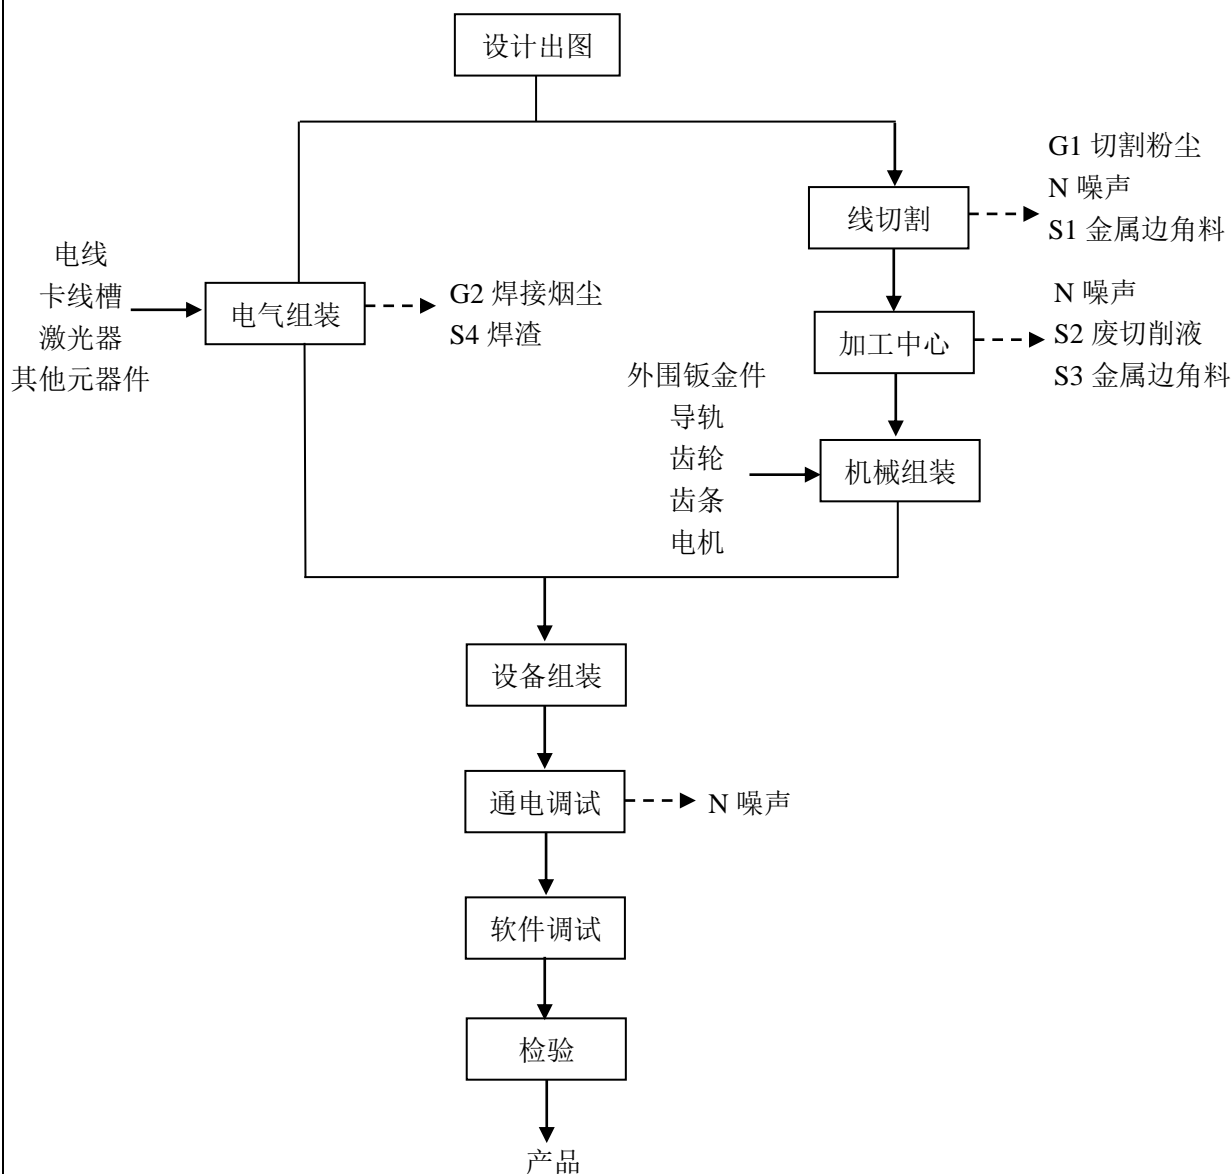 设计出图
G1 切割粉尘
N 噪声
S1 金属边角料
线切割
电线
卡线槽
激光器
其他元器件
电气组装
G2 焊接烟尘
S4 焊渣
N 噪声
S2 废切削液
S3 金属边角料
加工中心
外围钣金件
导轨
齿轮
齿条
电机
机械组装
设备组装
通电调试
N 噪声
软件调试
检验
产品